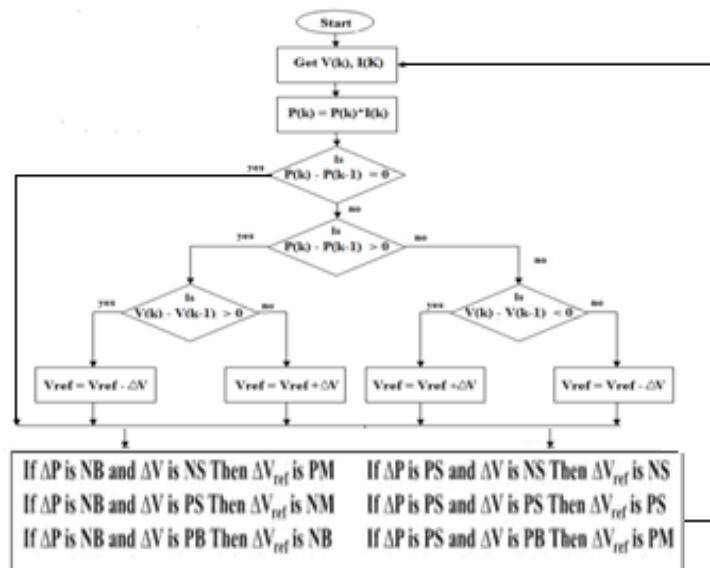 Start
Get V(k), I(K)
P(k) = P(k)*I(k)
Is
P(k) - P(k-1) = 0
yes
no
Is
P(k) - P(k-1) > 0
yes
no
no
Is
V(k) - V(k-1) > 0
yes
no
Is
V(k) - V(k-1) < 0
yes
no
Vref = Vref - △V
Vref = Vref + △V
Vref = Vref +△V
Vref = Vref - △V
If ΔP is NB and ΔV is NS Then ΔVref is PM
If ΔP is NB and ΔV is PS Then ΔVref is NM
If ΔP is NB and ΔV is PB Then ΔVref is NB
If ΔP is PS and ΔV is NS Then ΔVref is NS
If ΔP is PS and ΔV is PS Then ΔVref is PS
If ΔP is PS and ΔV is PB Then ΔVref is PM